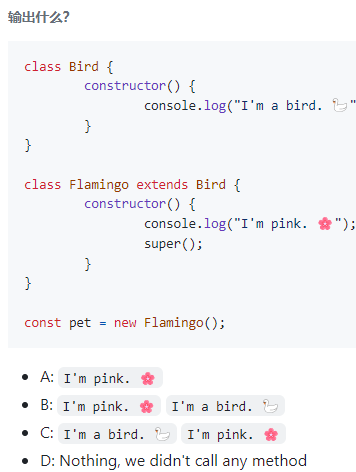 输出什么?
class Bird {
constructor() {
console.log("I'm a bird. 🦢"
}
}
class Flamingo extends Bird {
constructor() {
console.log("I'm pink. 🌸");
super();
}
}
const pet = new Flamingo();
• A: I'm pink. 🌸
• B: I'm pink. 🌸 I'm a bird. 🦢
• C: I'm a bird. 🦢 I'm pink. 🌸
• D: Nothing, we didn't call any method